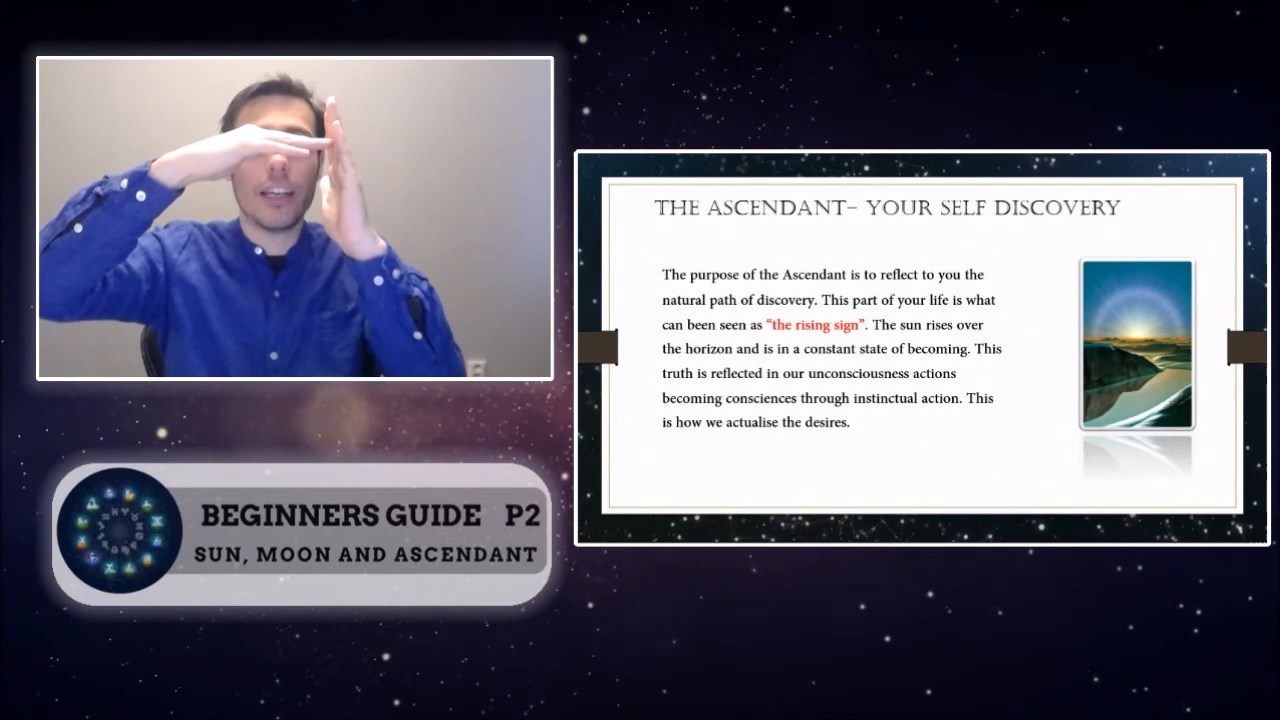 THE ASCENDANT- YOUR SELF DISCOVERY
The purpose of the Ascendant is to reflect to you the
natural path of discovery. This part of your life is what
can been seen as "the rising sign". The sun rises over
the horizon and is in a constant state of becoming. This
truth is reflected in our unconsciousness actions
becoming consciences through instinctual action. This
is how we actualise the desires.
BEGINNERS GUIDE P2
SUN, MOON AND ASCENDANT